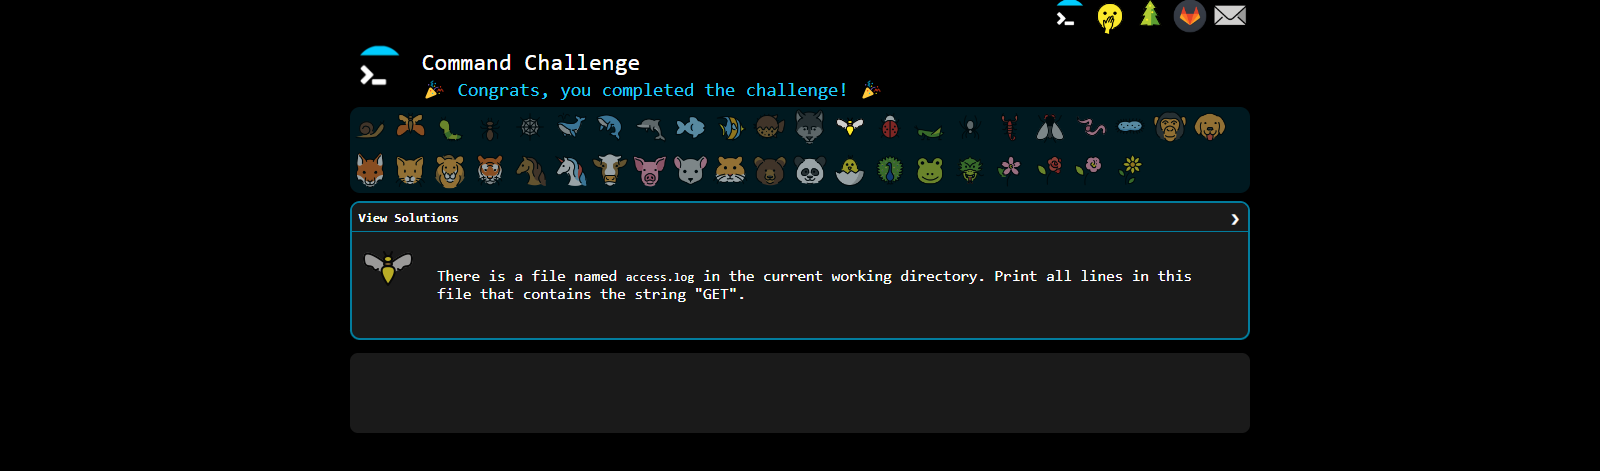 Command Challenge
🎉 Congrats, you completed the challenge! 🎉
View Solutions
There is a file named access.log in the current working directory. Print all lines in this
file that contains the string "GET".